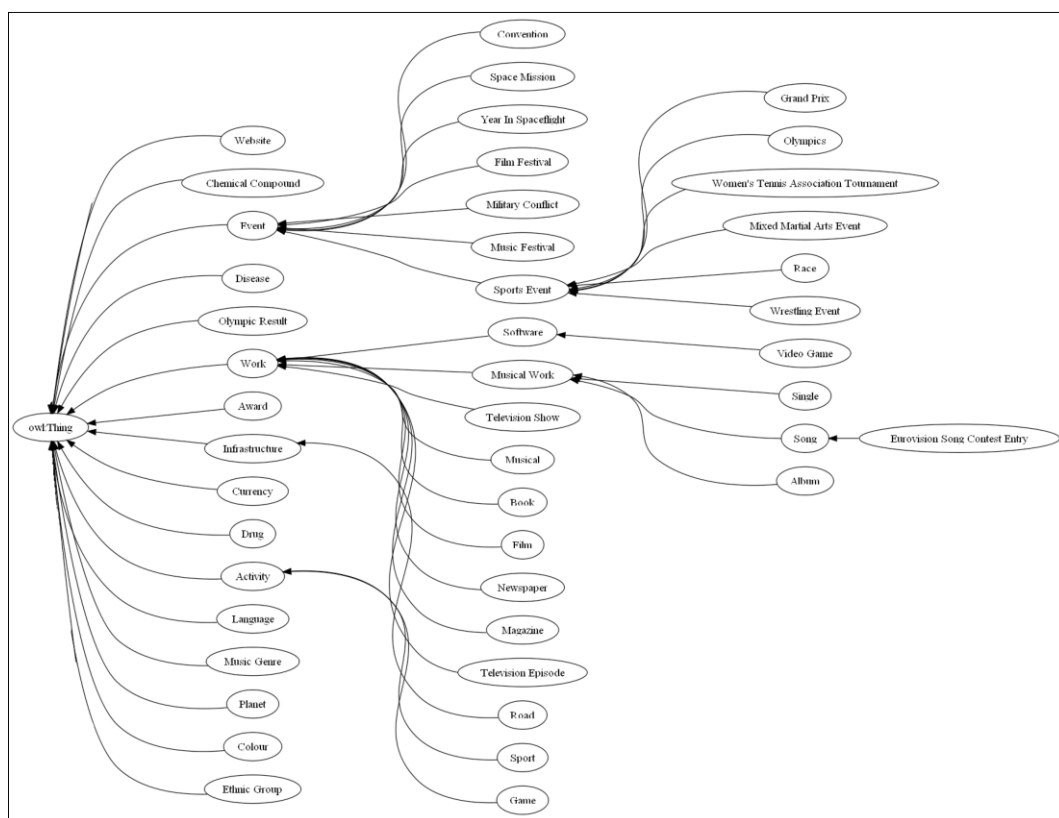 Convention
Space Mission
Year In Spaceflight
Film Festival
Military Conflict
Music Festival
Sports Event
Grand Prix
Olympics
Women's Tennis Association Tournament
Mixed Martial Arts Event
Race
Wrestling Event
Website
Chemical Compound
Event
Disease
Olympic Result
Work
Award
Infrastructure
Currency
Drug
Activity
Language
Music Genre
Planet
Colour
Ethnic Group
owl:Thing
Software
Musical Work
Television Show
Musical
Book
Film
Newspaper
Magazine
Television Episode
Road
Sport
Game
Video Game
Single
Song
Album
Eurovision Song Contest Entry